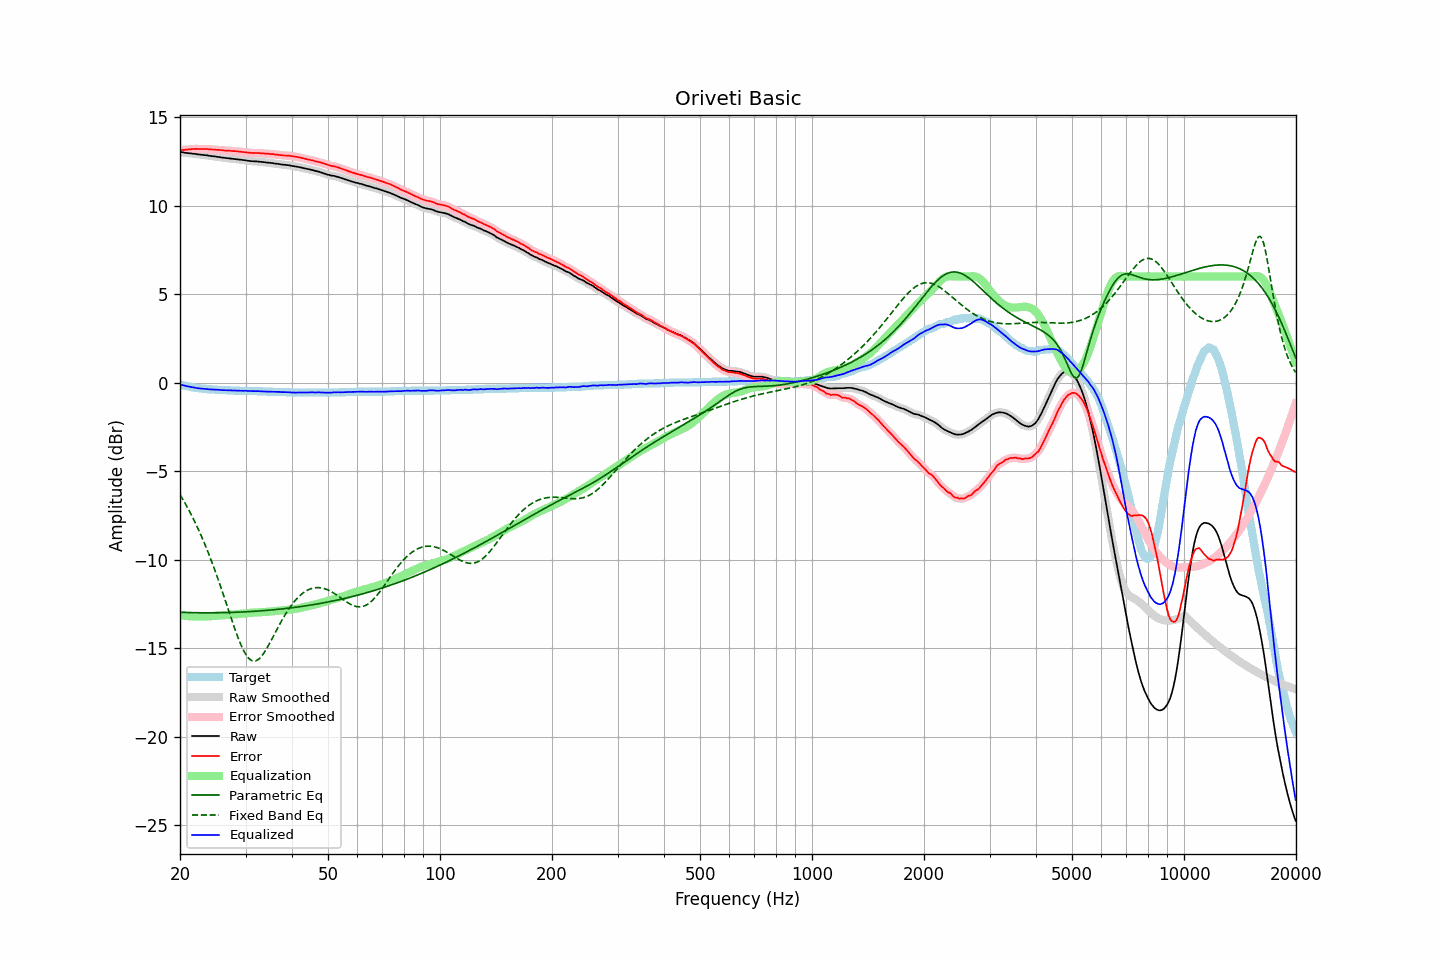 Oriveti Basic
Amplitude (dBr)
15
10
5
0
−5
−10
−15
−20
−25
Target
Raw Smoothed
Error Smoothed
Raw
Error
Equalization
Parametric Eq
Fixed Band Eq
Equalized
20 50 100 200 500 1000 2000 5000 10000 20000
Frequency (Hz)